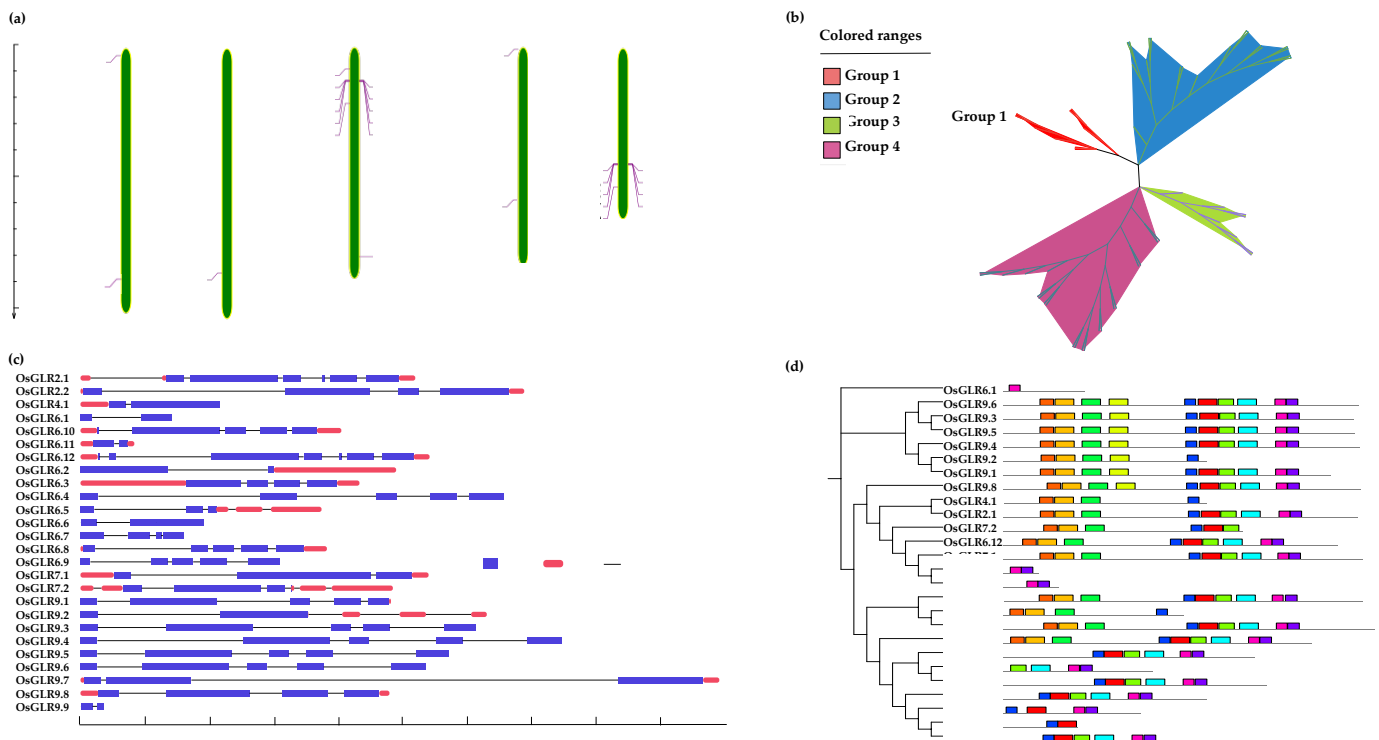 (a)
(b)
Colored ranges
Group 1
Group 2
Group 3
Group 4
Group 1
(c)
OsGLR2.1
OsGLR2.2
OsGLR4.1
OsGLR6.1
OsGLR6.10
OsGLR6.11
OsGLR6.12
OsGLR6.2
OsGLR6.3
OsGLR6.4
OsGLR6.5
OsGLR6.6
OsGLR6.7
OsGLR6.8
OsGLR6.9
OsGLR7.1
OsGLR7.2
OsGLR9.1
OsGLR9.2
OsGLR9.3
OsGLR9.4
OsGLR9.5
OsGLR9.6
OsGLR9.7
OsGLR9.8
OsGLR9.9
(d)
OsGLR6.1
OsGLR9.6
OsGLR9.3
OsGLR9.5
OsGLR9.4
OsGLR9.2
OsGLR9.1
OsGLR9.8
OsGLR4.1
OsGLR2.1
OsGLR7.2
OsGLR6.12